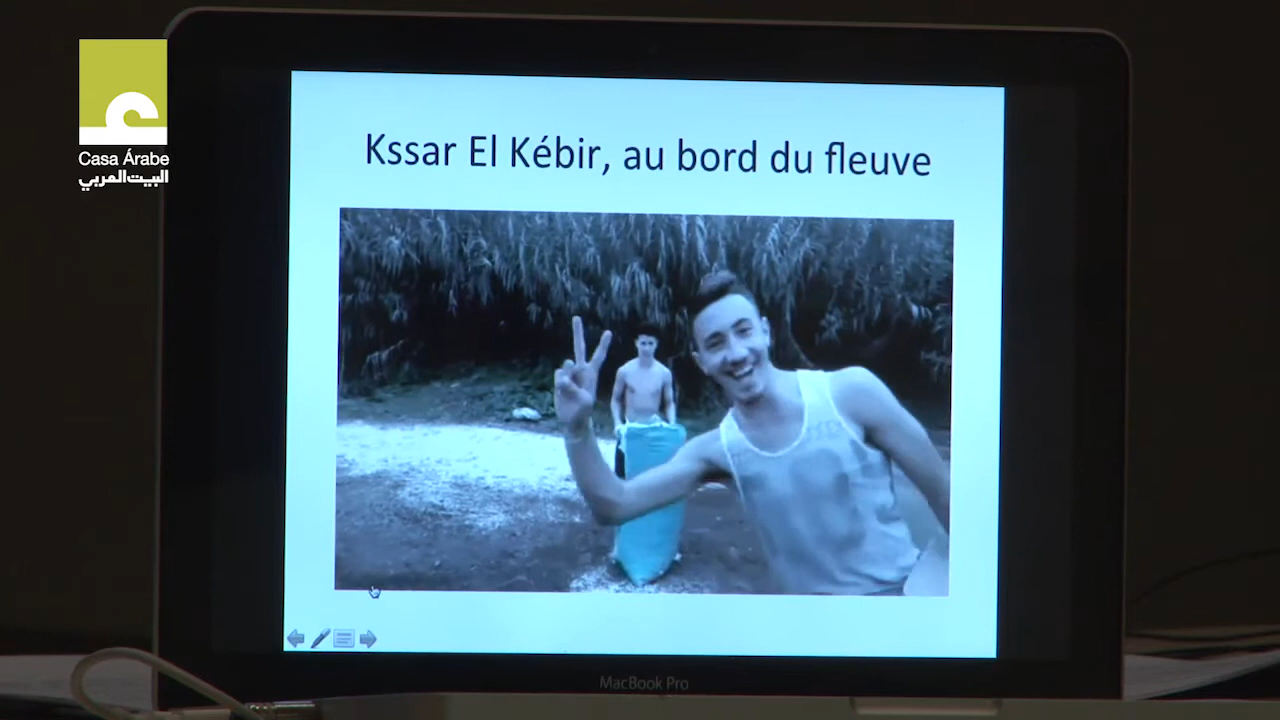 Casa Árabe
البيت العربي
Kssar El Kébir, au bord du fleuve
MacBook Pro